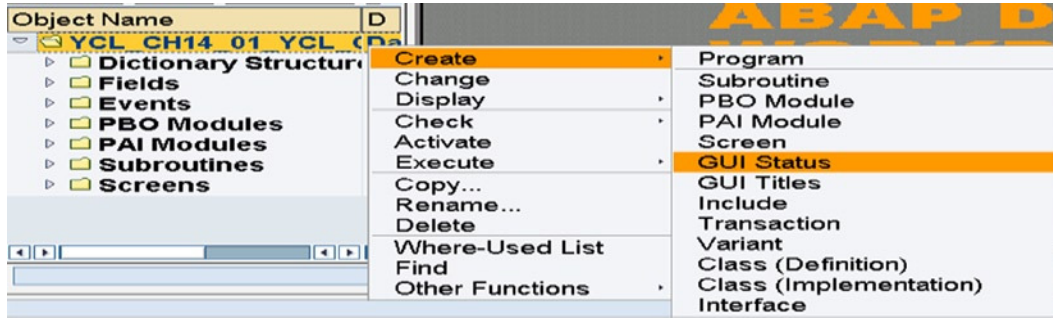 Object Name D
YCL_CH14_01_YCL_ Da
Dictionary Structur
Fields
Events
PBO Modules
PAI Modules
Subroutines
Screens
ABAP D
Create
Change
Display
Check
Activate
Execute
Copy...
Rename...
Delete
Where-Used List
Find
Other Functions
Program
Subroutine
PBO Module
PAI Module
Screen
GUI Status
GUI Titles
Include
Transaction
Variant
Class (Definition)
Class (Implementation)
Interface